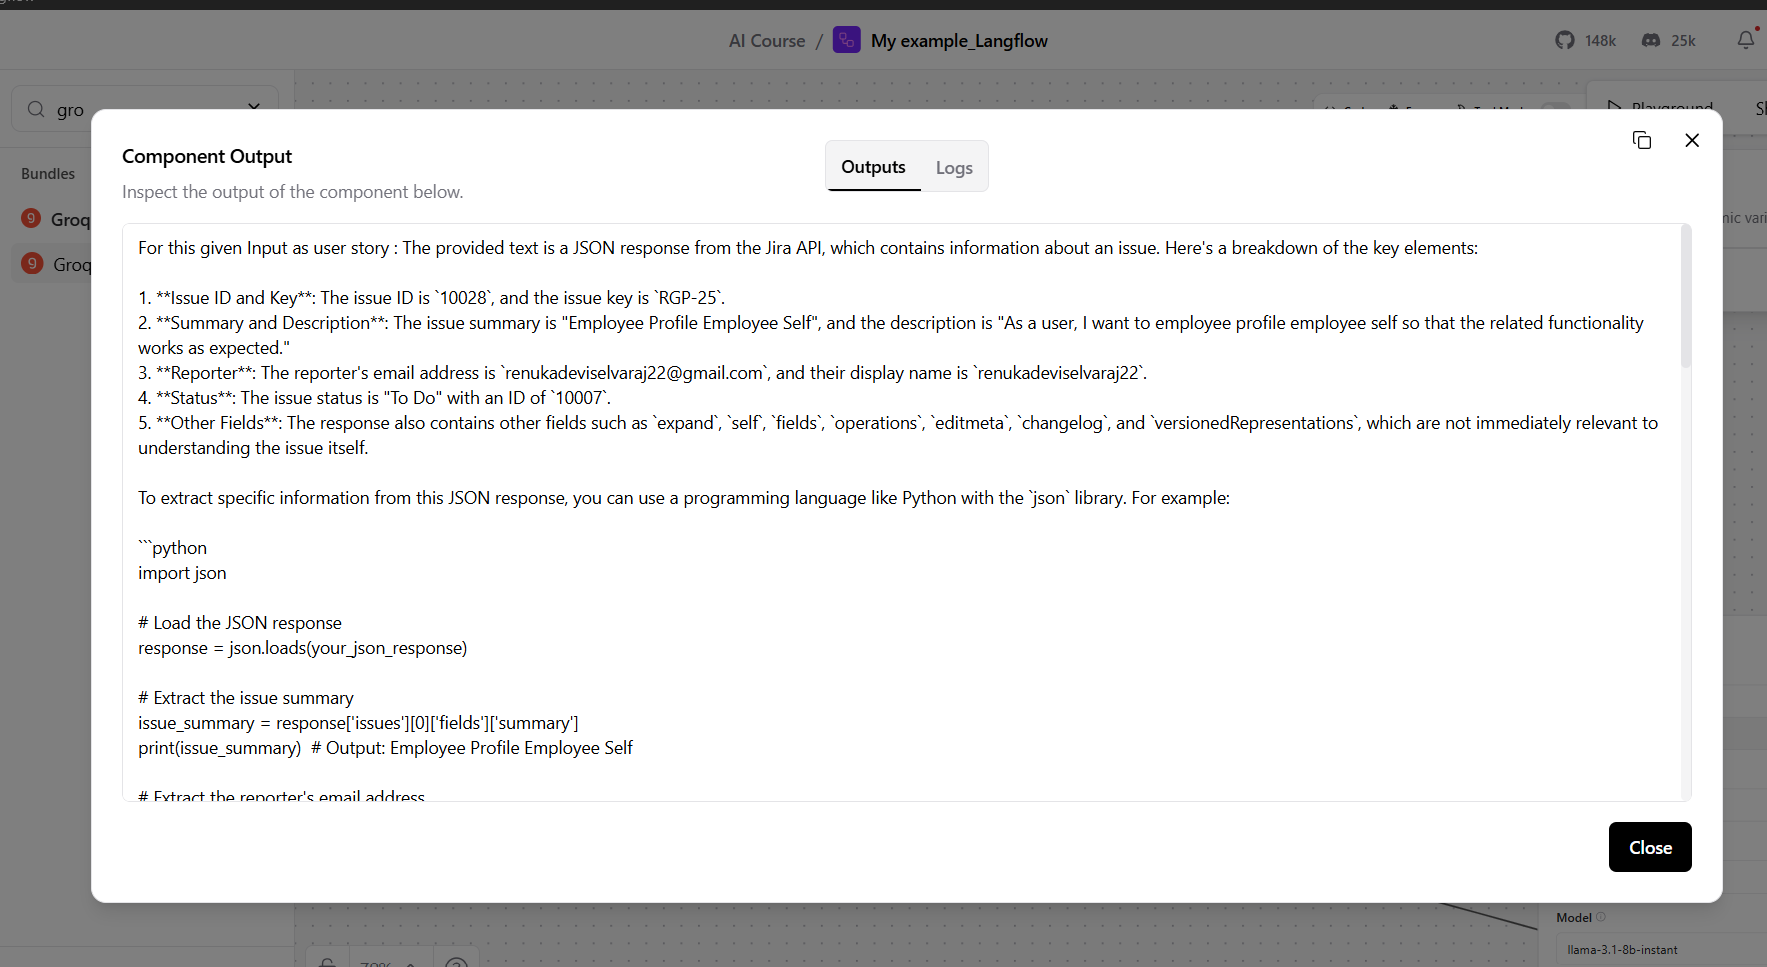 AI Course / My example_Langflow
148k
25k
gro
Playground
Bundles
Groq
Groq
Component Output
Inspect the output of the component below.
Outputs
Logs
For this given Input as user story : The provided text is a JSON response from the Jira API, which contains information about an issue. Here's a breakdown of the key elements:
1. **Issue ID and Key**: The issue ID is `10028`, and the issue key is `RGP-25`.
2. **Summary and Description**: The issue summary is "Employee Profile Employee Self", and the description is "As a user, I want to employee profile employee self so that the related functionality
works as expected."
3. **Reporter**: The reporter's email address is `renukadeviselvaraj22@gmail.com`, and their display name is `renukadeviselvaraj22`.
4. **Status**: The issue status is "To Do" with an ID of `10007`.
5. **Other Fields**: The response also contains other fields such as `expand`, `self`, `fields`, `operations`, `editmeta`, `changelog`, and `versionedRepresentations`, which are not immediately relevant to
understanding the issue itself.
To extract specific information from this JSON response, you can use a programming language like Python with the `json` library. For example:
```python
import json
# Load the JSON response
response = json.loads(your_json_response)
# Extract the issue summary
issue_summary = response['issues'][0]['fields']['summary']
print(issue_summary)  # Output: Employee Profile Employee Self
# Extract the reporter's email address
Close
Model
llama-3.1-8b-instant
70%